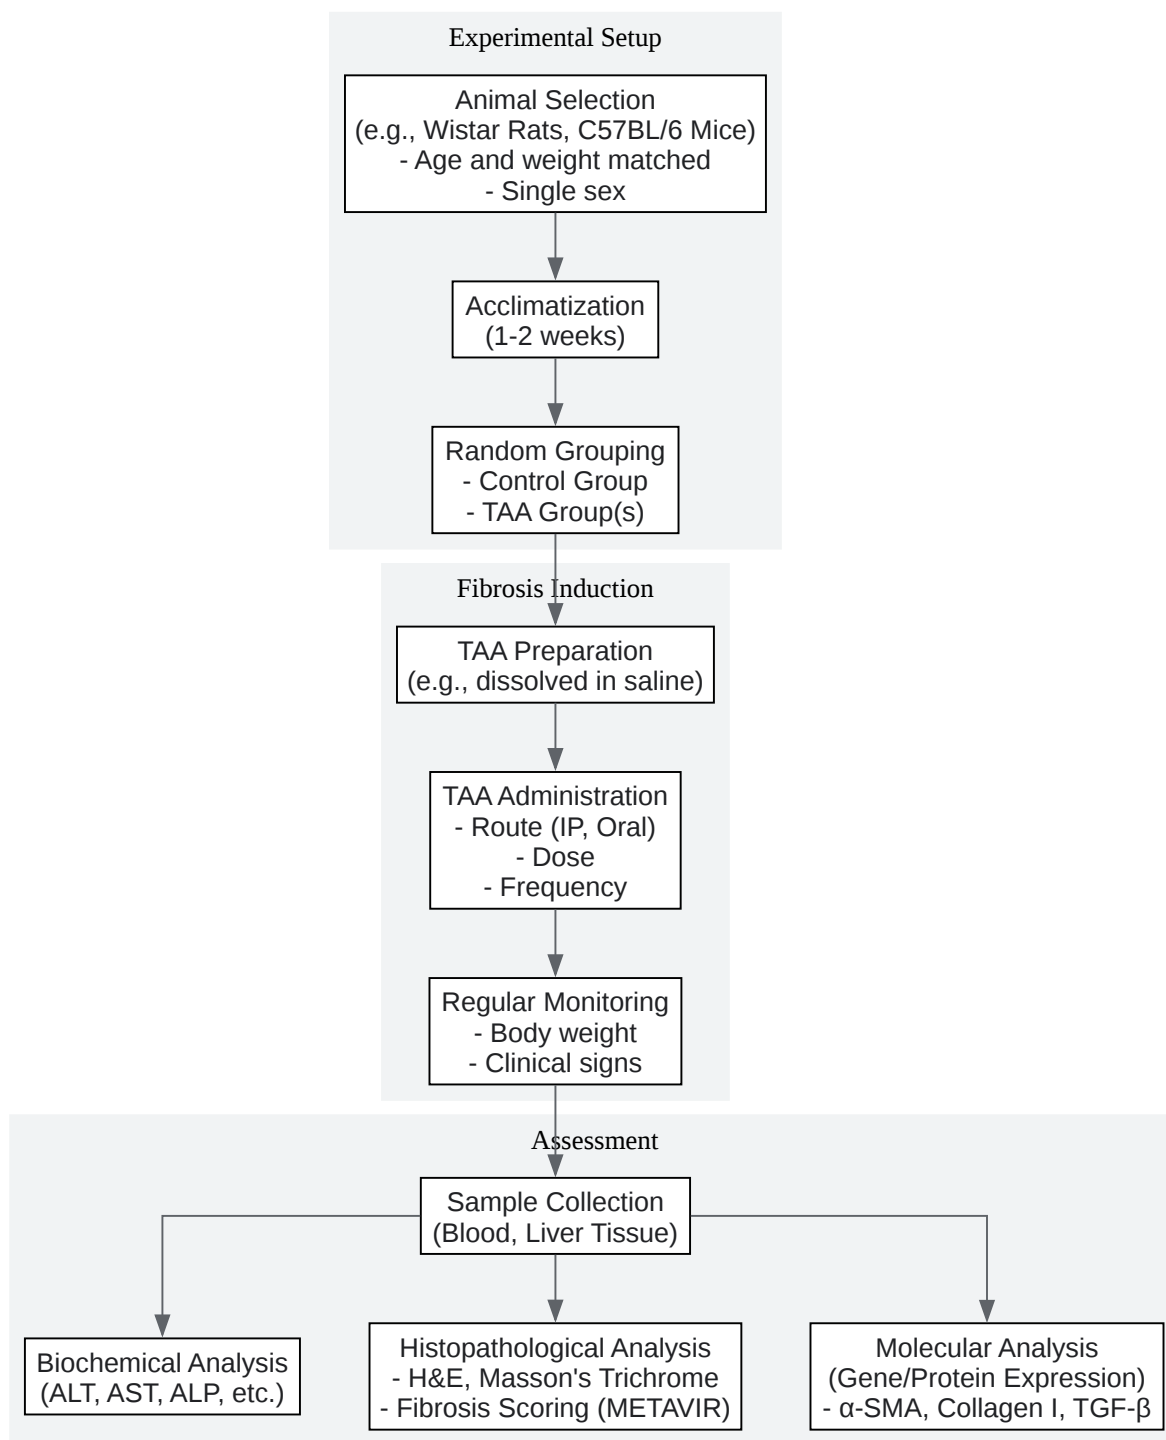 Experimental Setup
Animal Selection
(e.g., Wistar Rats, C57BL/6 Mice)
- Age and weight matched
- Single sex
Acclimatization
(1-2 weeks)
Random Grouping
- Control Group
- TAA Group(s)
Fibrosis Induction
TAA Preparation
(e.g., dissolved in saline)
TAA Administration
- Route (IP, Oral)
- Dose
- Frequency
Regular Monitoring
- Body weight
- Clinical signs
Assessment
Sample Collection
(Blood, Liver Tissue)
Biochemical Analysis
(ALT, AST, ALP, etc.)
Histopathological Analysis
- H&E, Masson's Trichrome
- Fibrosis Scoring (METAVIR)
Molecular Analysis
(Gene/Protein Expression)
- α-SMA, Collagen I, TGF-β